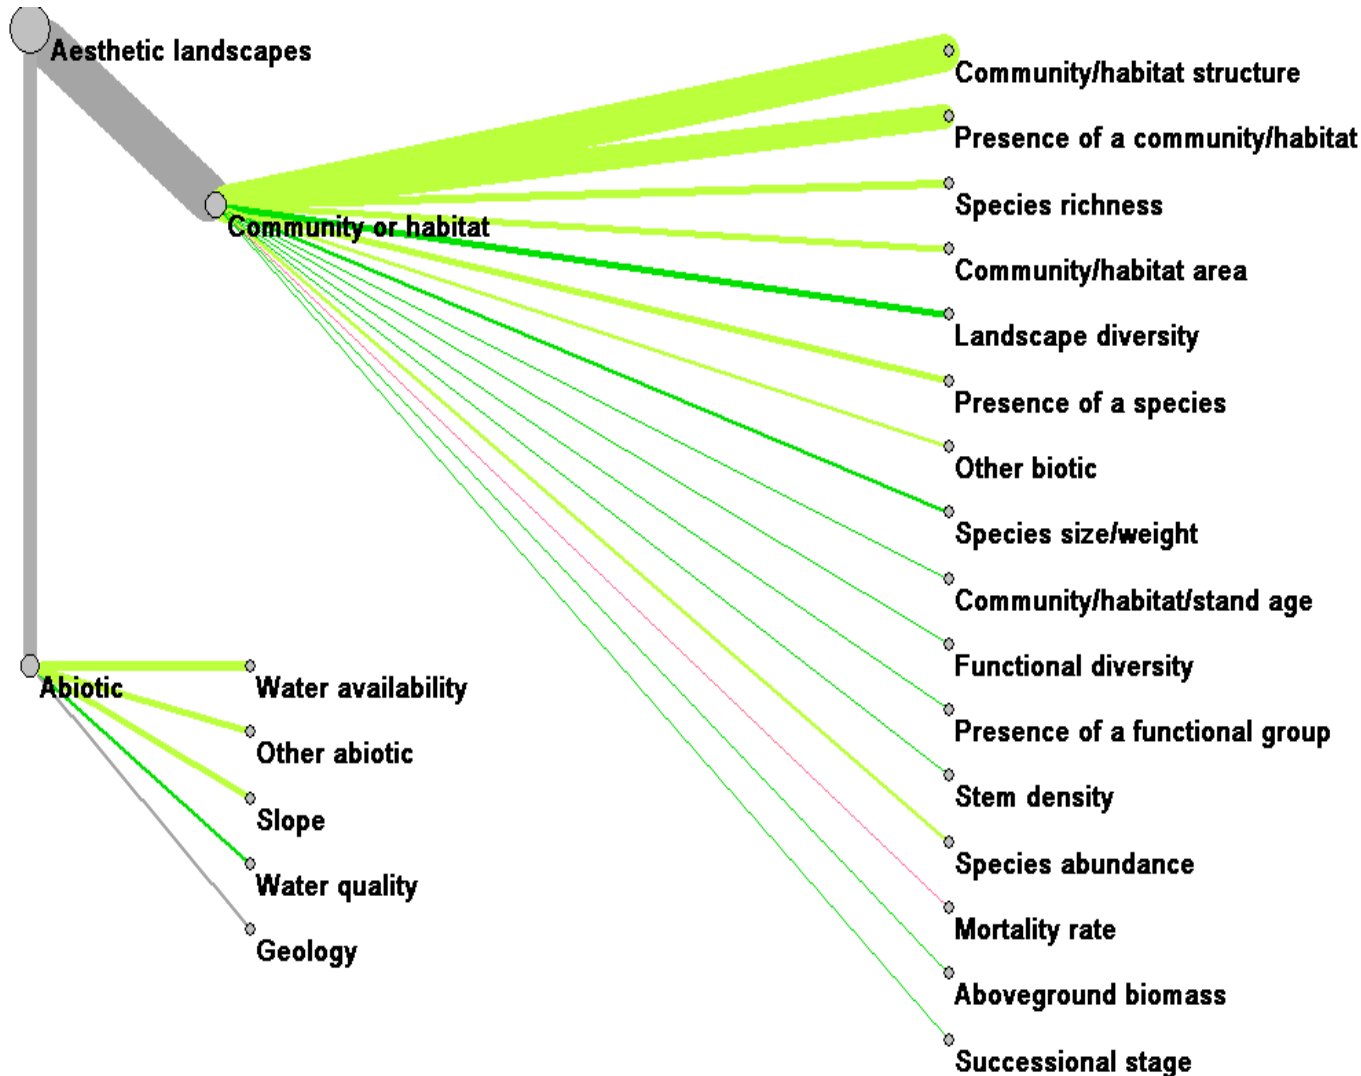 Aesthetic landscapes
Community/habitat structure
Presence of a community/habitat
Species richness
Community or habitat
Community/habitat area
Landscape diversity
Presence of a species
Other biotic
Species size/weight
Community/habitat/stand age
Functional diversity
Abiotic
Water availability
Presence of a functional group
Other abiotic
Stem density
Slope
Species abundance
Water quality
Mortality rate
Geology
Aboveground biomass
Successional stage